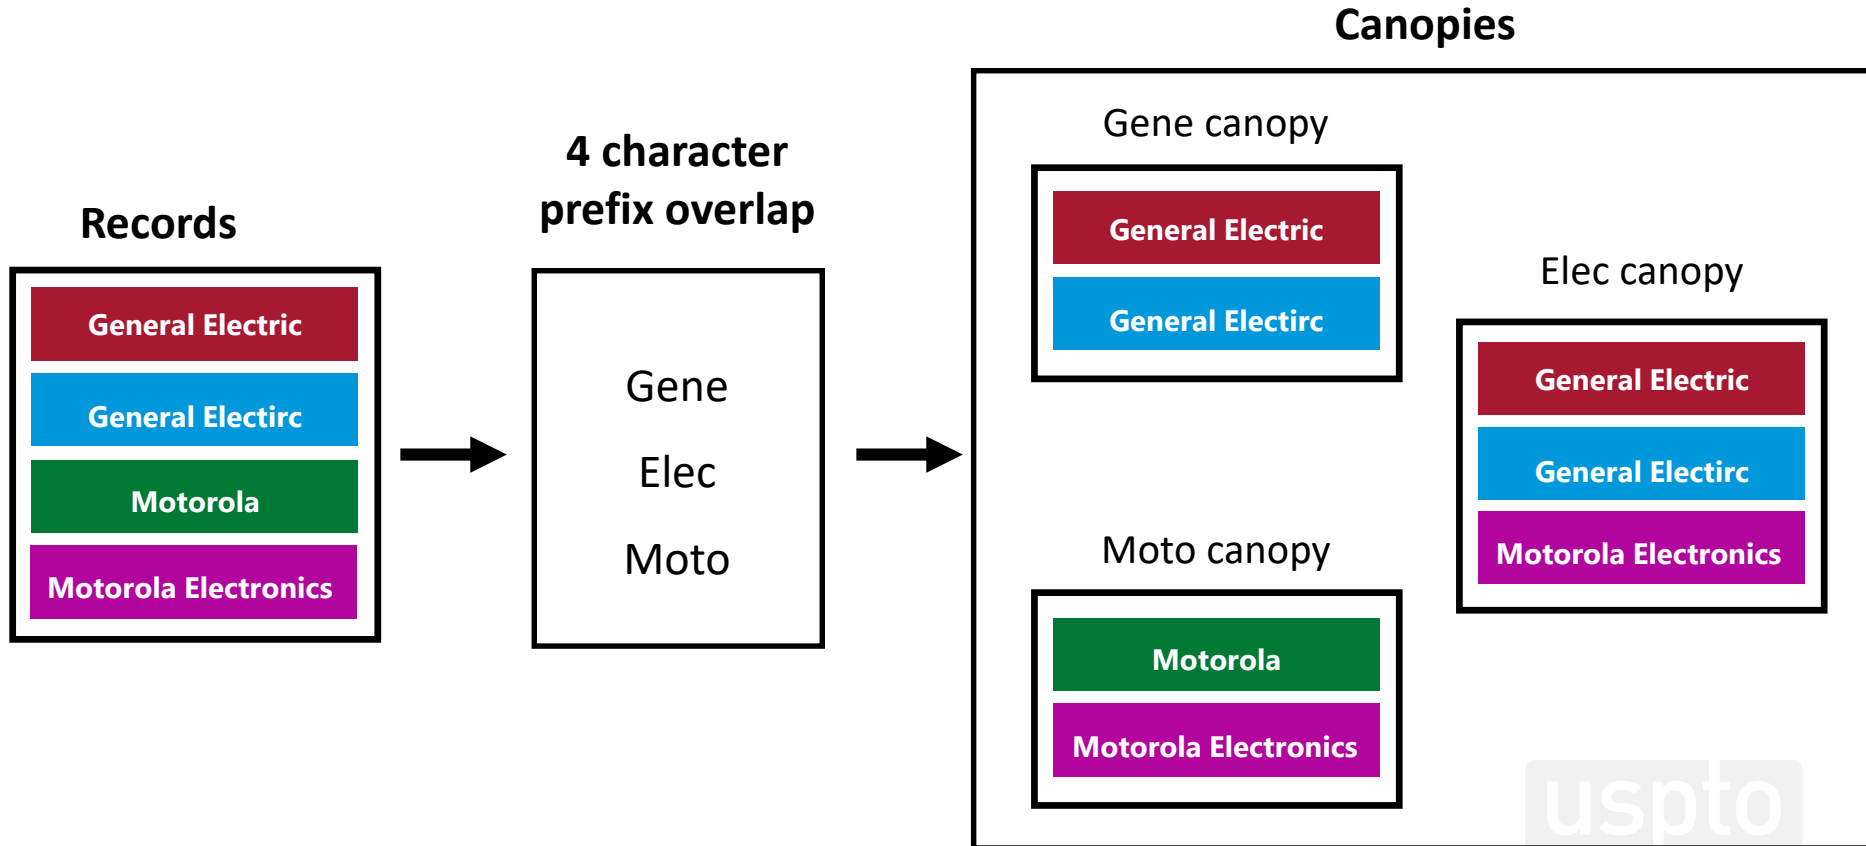 Records
General Electric
General Electirc
Motorola
Motorola Electronics
4 character
prefix overlap
Gene
Elec
Moto
Canopies
Gene canopy
General Electric
General Electirc
Elec canopy
General Electric
General Electirc
Motorola Electronics
Moto canopy
Motorola
Motorola Electronics
uspto